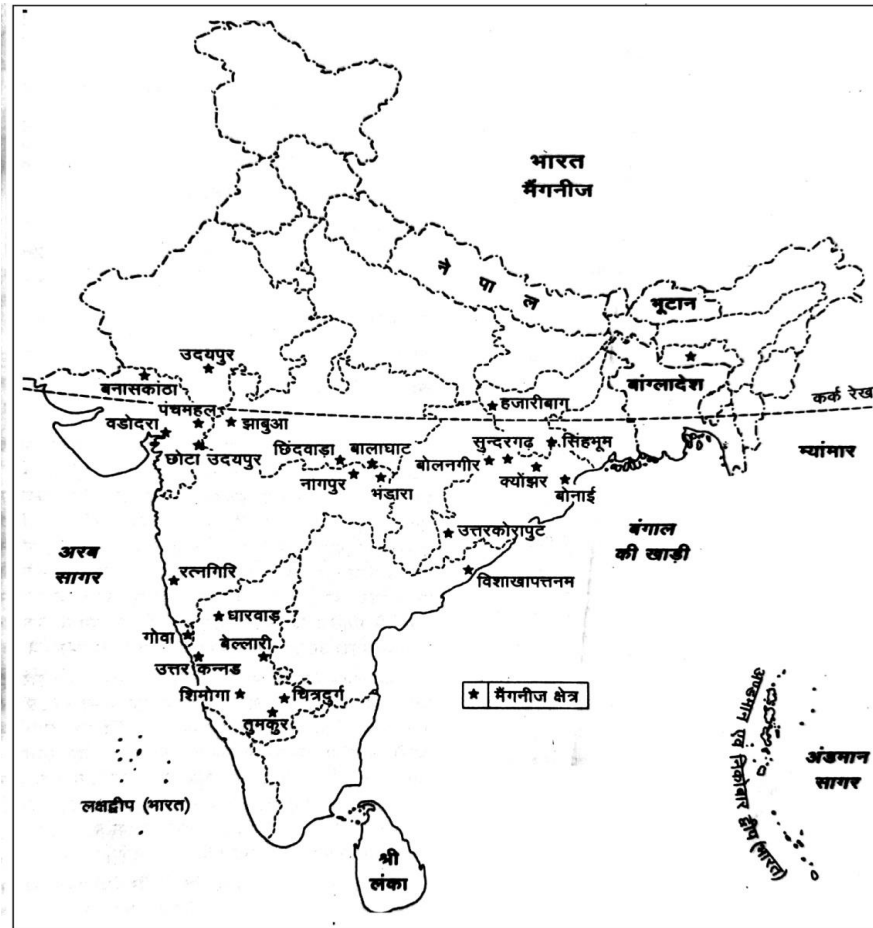 भारत
मैंगनीज
नेपाल
भूटान
उदयपुर
बनासकांठा
बांग्लादेश
हजारीबाग
कर्क रेख
पंचमहल
झाबुआ
वडोदरा
छिंदवाड़ा
बालाघाट
सुन्दरगढ़
सिंहभूम
म्यांमार
छोटा उदयपुर
बोलनगीर
नागपुर
भंडारा
क्योंझर
बोनाई
उत्तरकोरापुट
बंगाल
की खाड़ी
अरब
सागर
विशाखापत्तनम
रत्नगिरि
धारवाड़
गोवा
बेल्लारी
उत्तर कन्नड
शिमोगा
चित्रदुर्ग
मैंगनीज क्षेत्र
तुमकुर
अण्डमान एवं निकोबार द्वीप (भारत)
अंडमान
सागर
लक्षद्वीप (भारत)
श्री
लंका